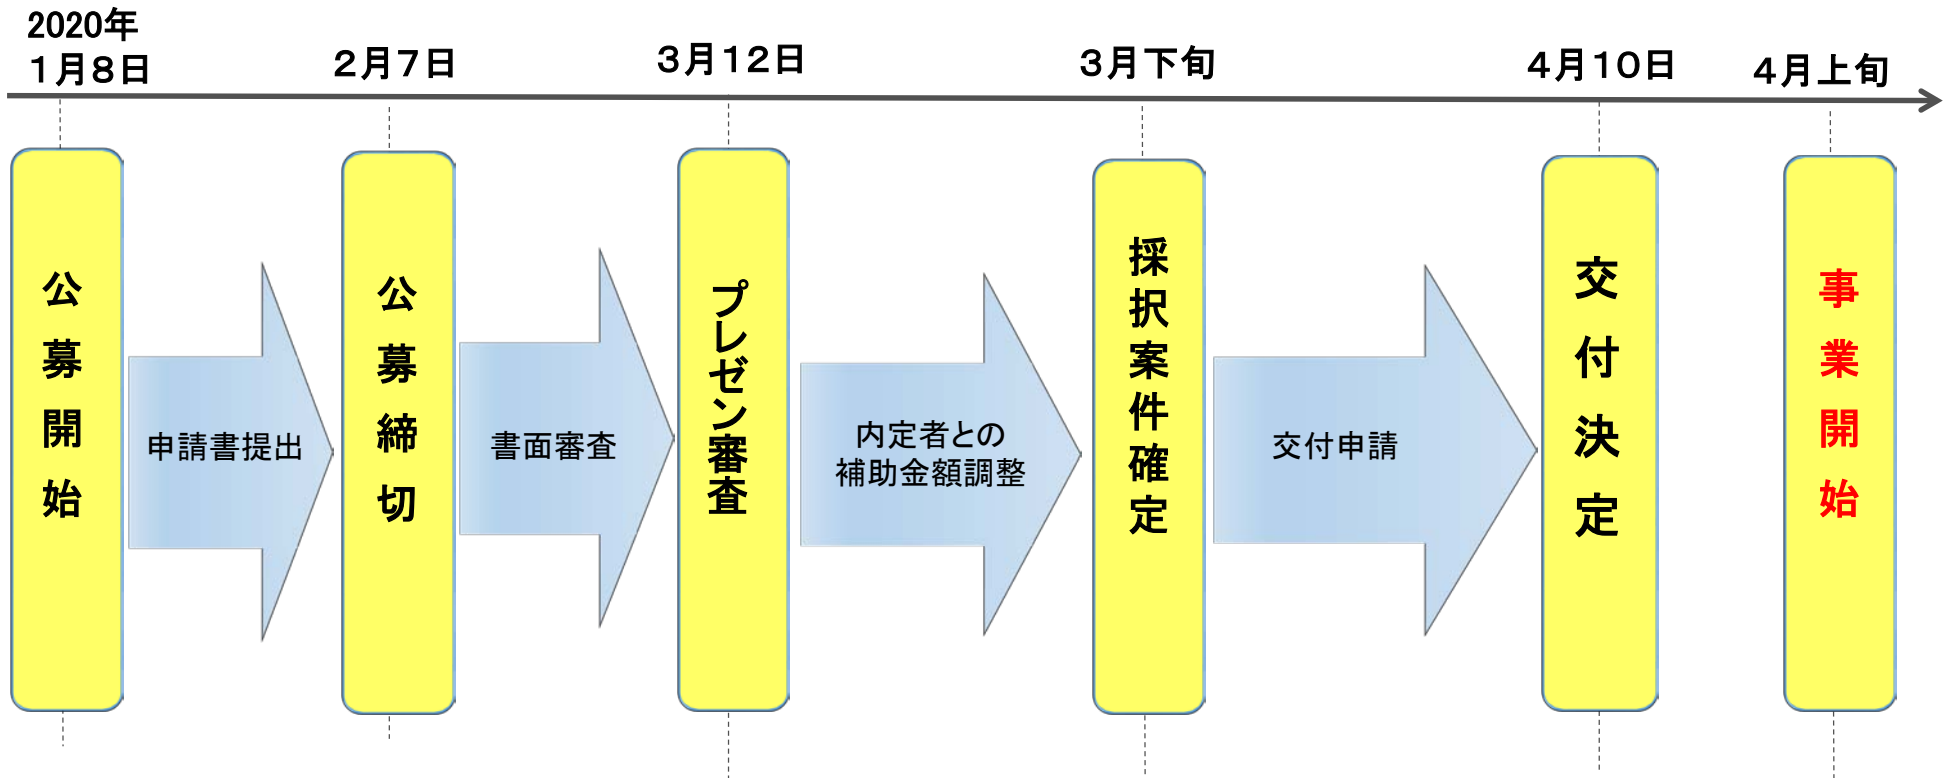 2020年
１月８日
２月７日
３月１２日
３月下旬
４月１０日
４月上旬
公募開始
申請書提出
公募締切
書面審査
プレゼン審査
内定者との
補助金額調整
採択案件確定
交付申請
交付決定
事業開始